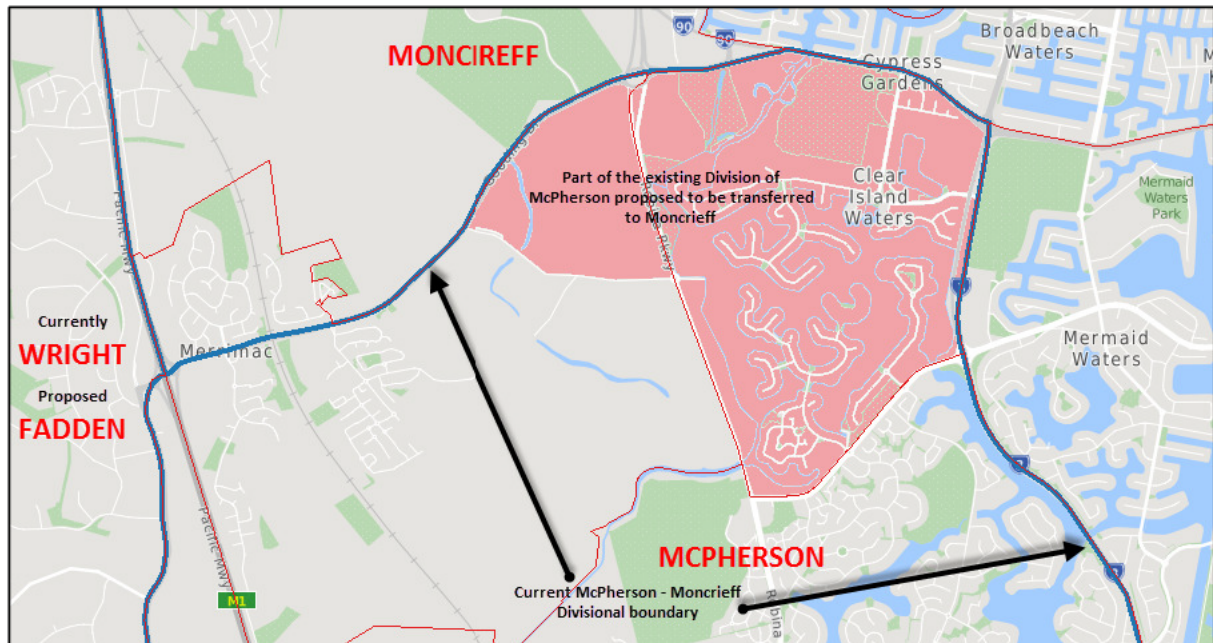 90
90
Broadbeach
Waters
MONCIREFF
Cypress
Gardens
Part of the existing Division of
McPherson proposed to be transferred
to Moncrieff
Clear
Island
Waters
Mermaid
Waters
Park
Pacific Mwy
Currently
WRIGHT
Merrimac
Proposed
FADDEN
Mermaid
Waters
Pacific Mwy
MCPHERSON
Current McPherson - Moncrieff
Divisional boundary
M1
Robina